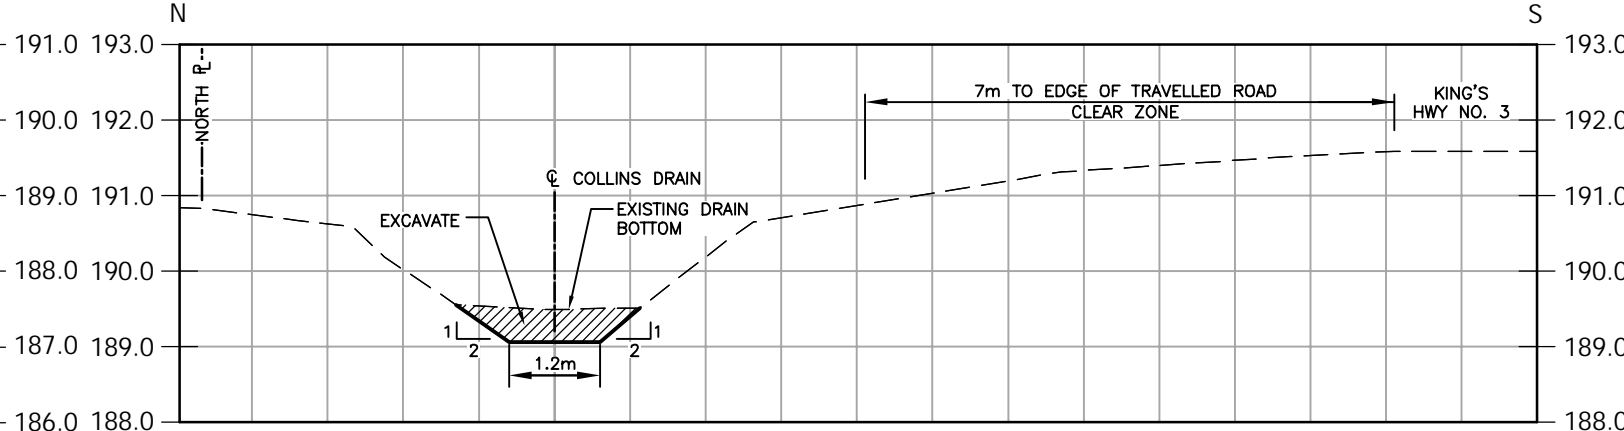 N
S
191.0 193.0
193.0
NORTH PL
7m TO EDGE OF TRAVELLED ROAD
CLEAR ZONE
KING'S
HWY NO. 3
190.0 192.0
192.0
189.0 191.0
191.0
CL COLLINS DRAIN
EXCAVATE
EXISTING DRAIN
BOTTOM
188.0 190.0
190.0
1
2
1
2
187.0 189.0
189.0
1.2m
186.0 188.0
188.0